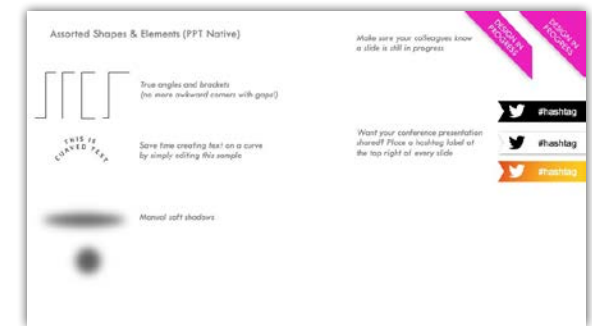 Assorted Shapes & Elements (PPT Native)
True angles and brackets
(no more awkward corners with gaps!)
THIS IS
CURVED TEXT
Save time creating text on a curve
by simply editing this sample
Manual soft shadows
Make sure your colleagues know
a slide is still in progress
DESIGN IN
PROGRESS
DESIGN IN
PROGRESS
Want your conference presentation
shared? Place a hashtag label at
the top right of every slide
#hashtag
#hashtag
#hashtag